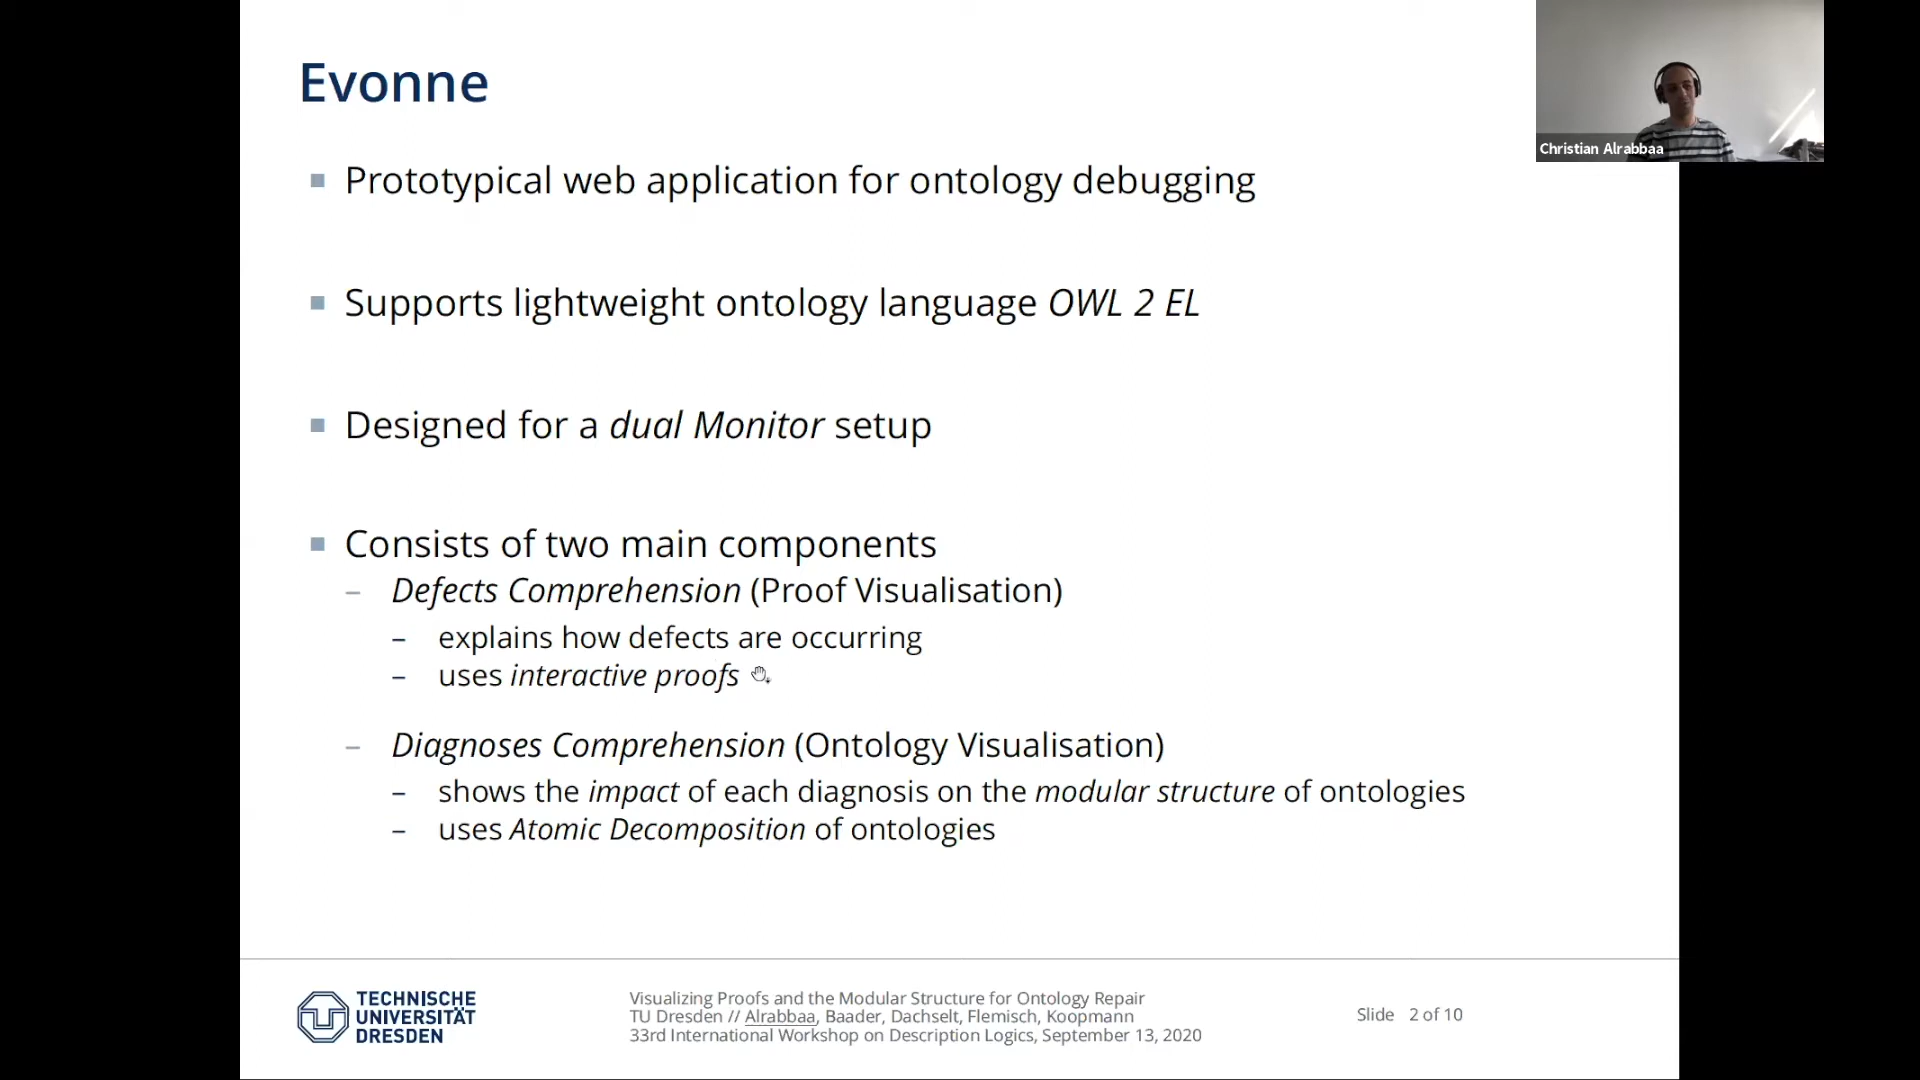 Evonne
Christian Alrabbaa
Prototypical web application for ontology debugging
Supports lightweight ontology language OWL 2 EL
Designed for a dual Monitor setup
Consists of two main components
– Defects Comprehension (Proof Visualisation)
– explains how defects are occurring
– uses interactive proofs
– Diagnoses Comprehension (Ontology Visualisation)
– shows the impact of each diagnosis on the modular structure of ontologies
– uses Atomic Decomposition of ontologies
TECHNISCHE
UNIVERSITÄT
DRESDEN
Visualizing Proofs and the Modular Structure for Ontology Repair
TU Dresden // Alrabbaa, Baader, Dachselt, Flemisch, Koopmann
33rd International Workshop on Description Logics, September 13, 2020
Slide 2 of 10